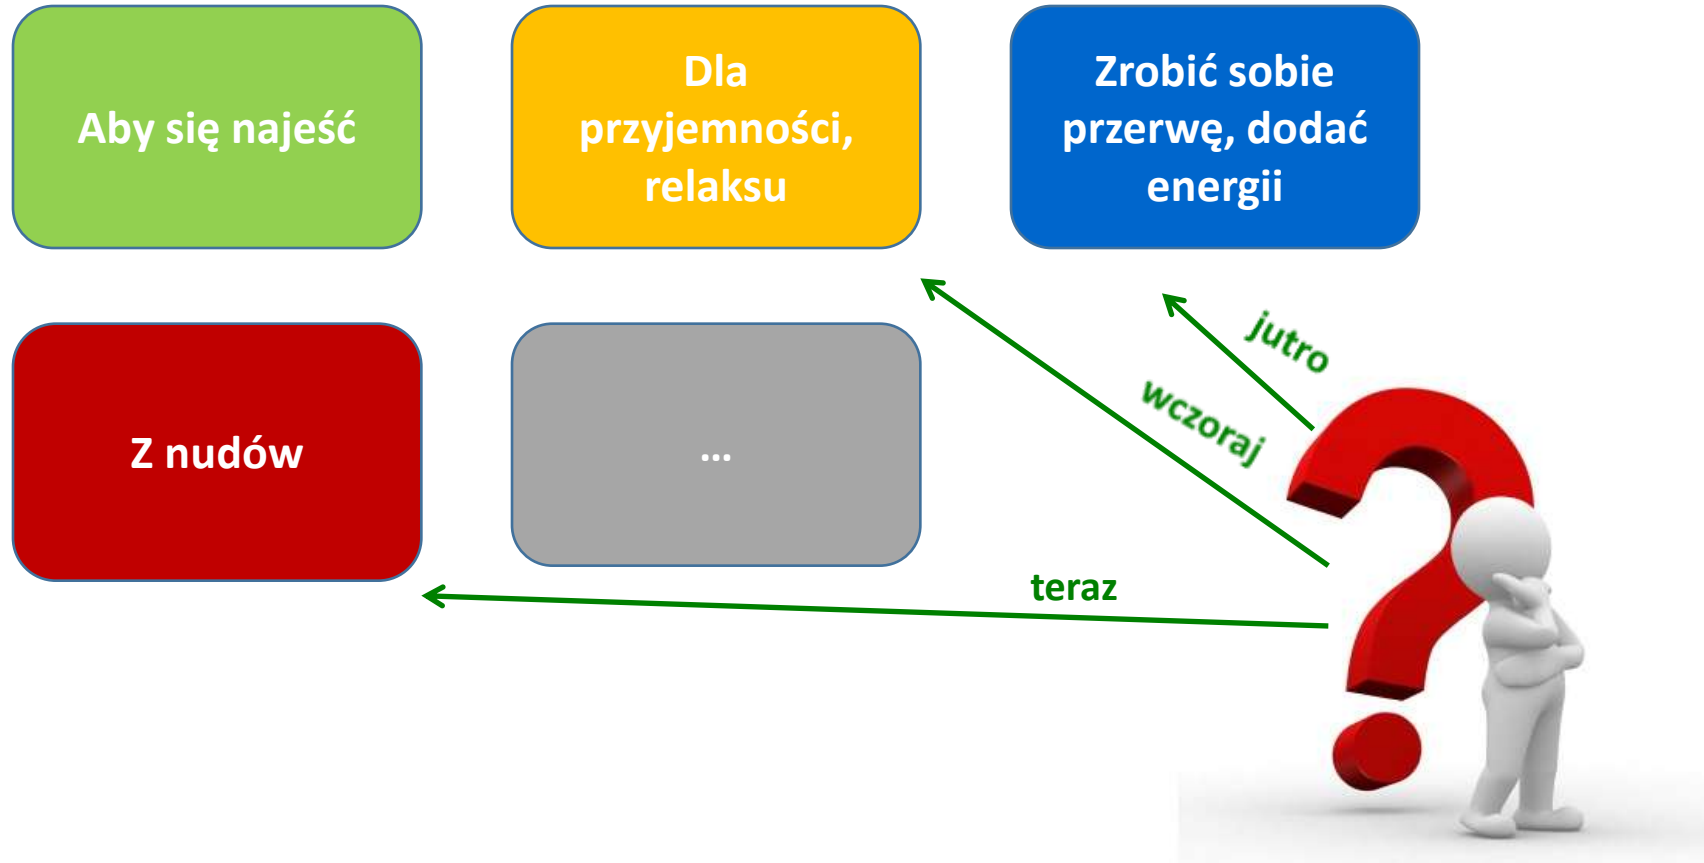 Aby się najeść
Dla
przyjemności,
relaksu
Zrobić sobie
przerwę, dodać
energii
Z nudów
...
jutro
wczoraj
teraz